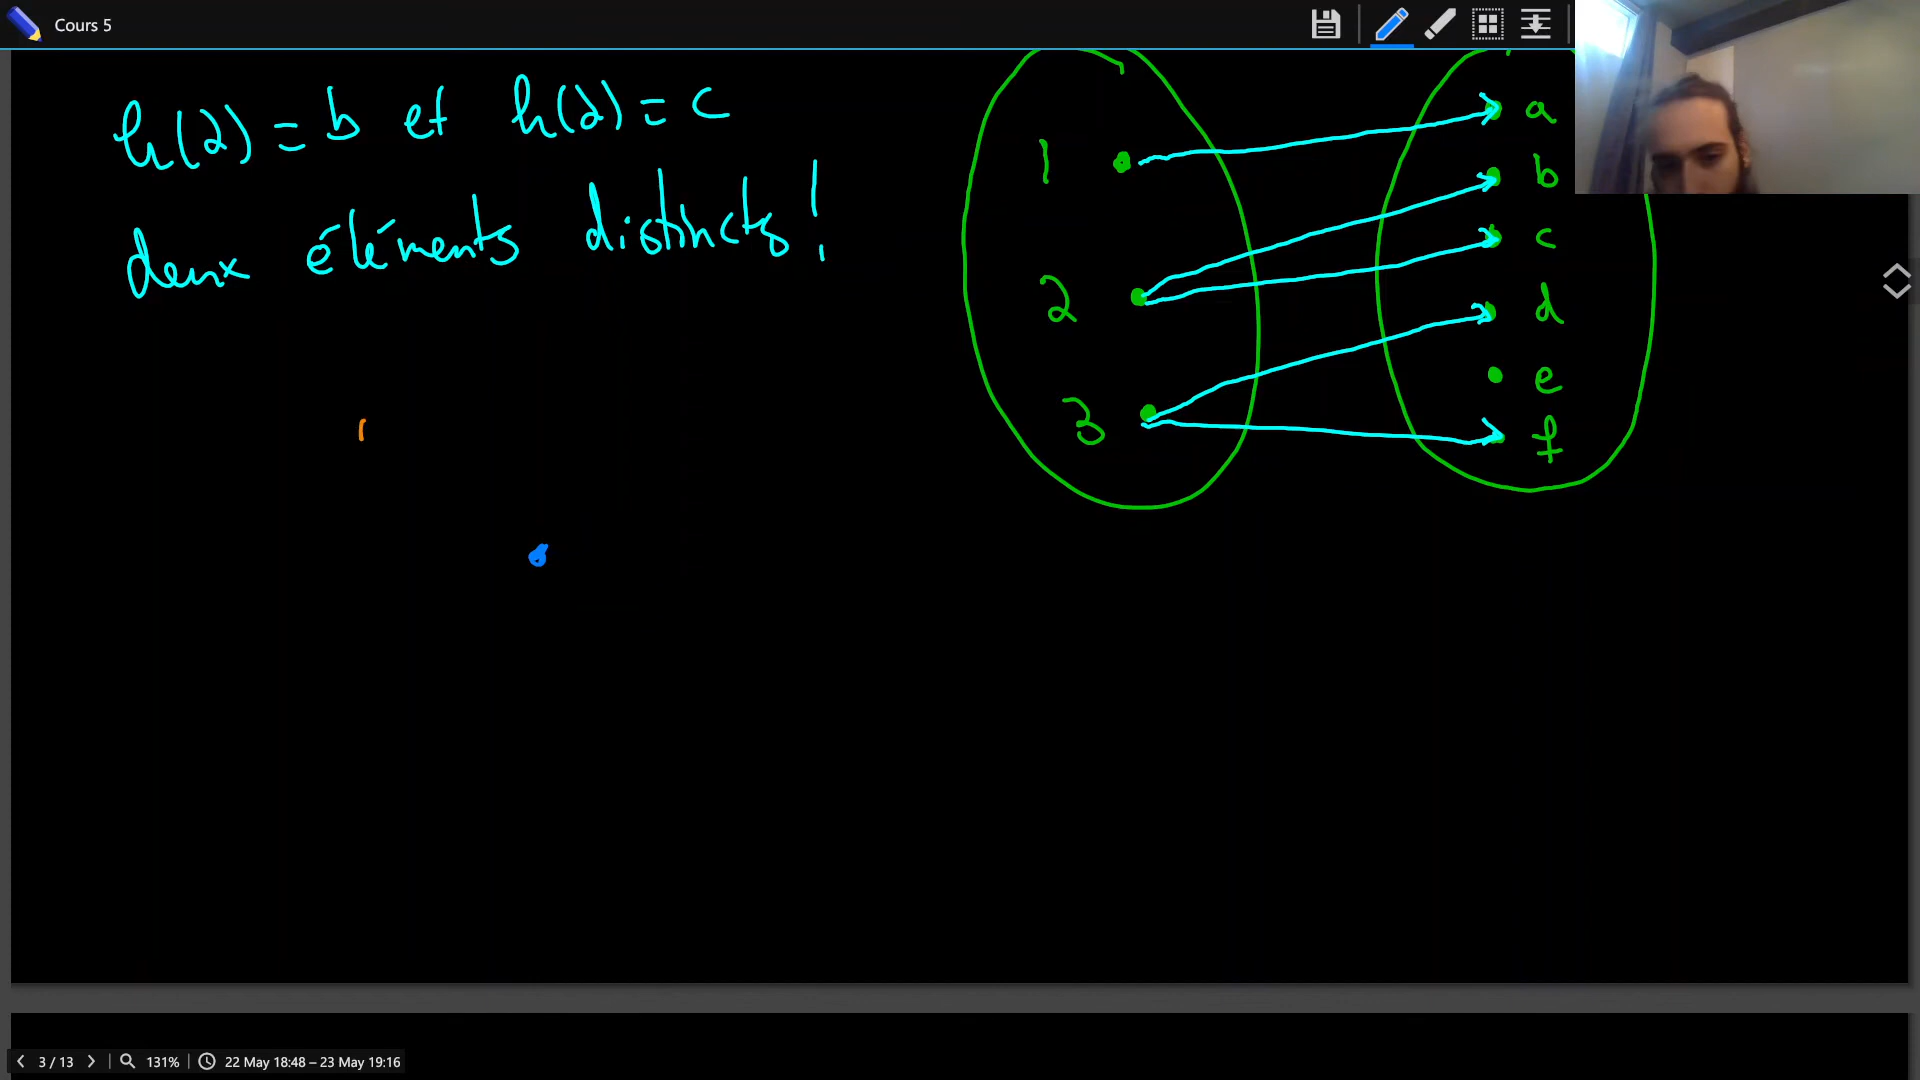 Cours 5
h(2) = b et h(2) = c
deux éléments distincts!
1
2
3
a
b
c
d
e
f
3 / 13
131%
22 May 18:48 – 23 May 19:16